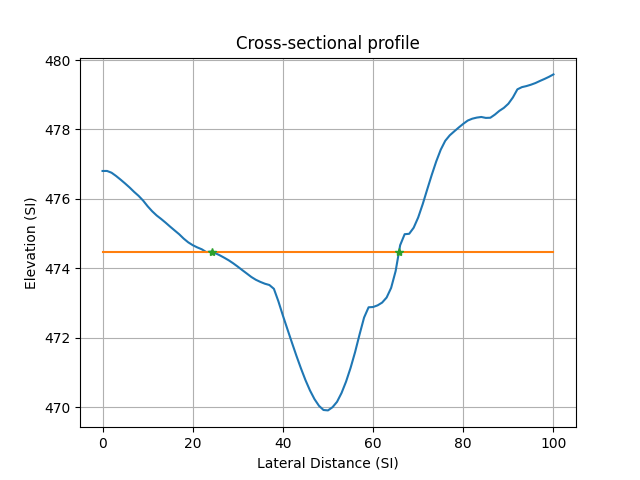 Cross-sectional profile
480
478
476
474
472
470
Elevation (SI)
0 20 40 60 80 100
Lateral Distance (SI)